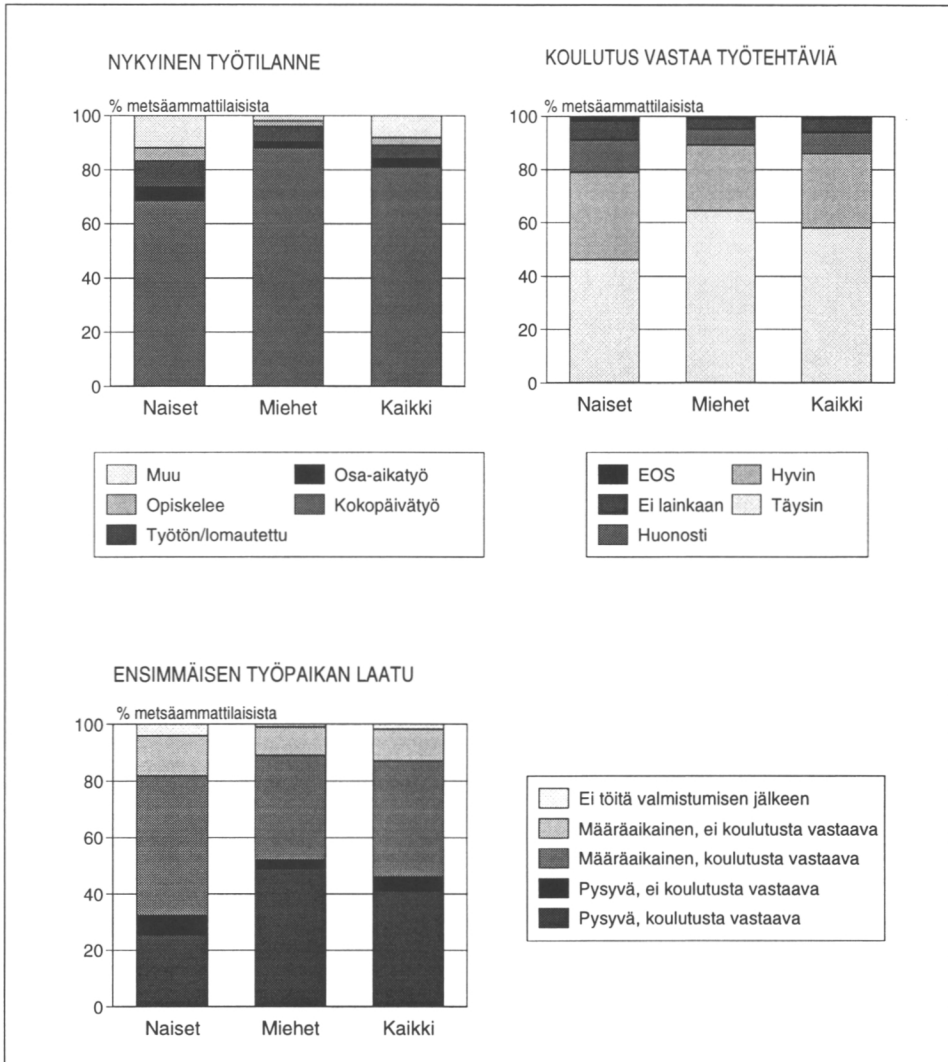 NYKYINEN TYÖTILANNE
% metsäammattilaisista
100
80
60
40
20
0
Naiset Miehet Kaikki
Muu Osa-aikatyö
Opiskelee Kokopäivätyö
Työtön/lomautettu
KOULUTUS VASTAA TYÖTEHTÄVIÄ
% metsäammattilaisista
100
80
60
40
20
0
Naiset Miehet Kaikki
EOS Hyvin
Ei lainkaan Täysin
Huonosti
ENSIMMÄISEN TYÖPAIKAN LAATU
% metsäammattilaisista
100
80
60
40
20
0
Naiset Miehet Kaikki
Ei töitä valmistumisen jälkeen
Määräaikainen, ei koulutusta vastaava
Määräaikainen, koulutusta vastaava
Pysyvä, ei koulutusta vastaava
Pysyvä, koulutusta vastaava